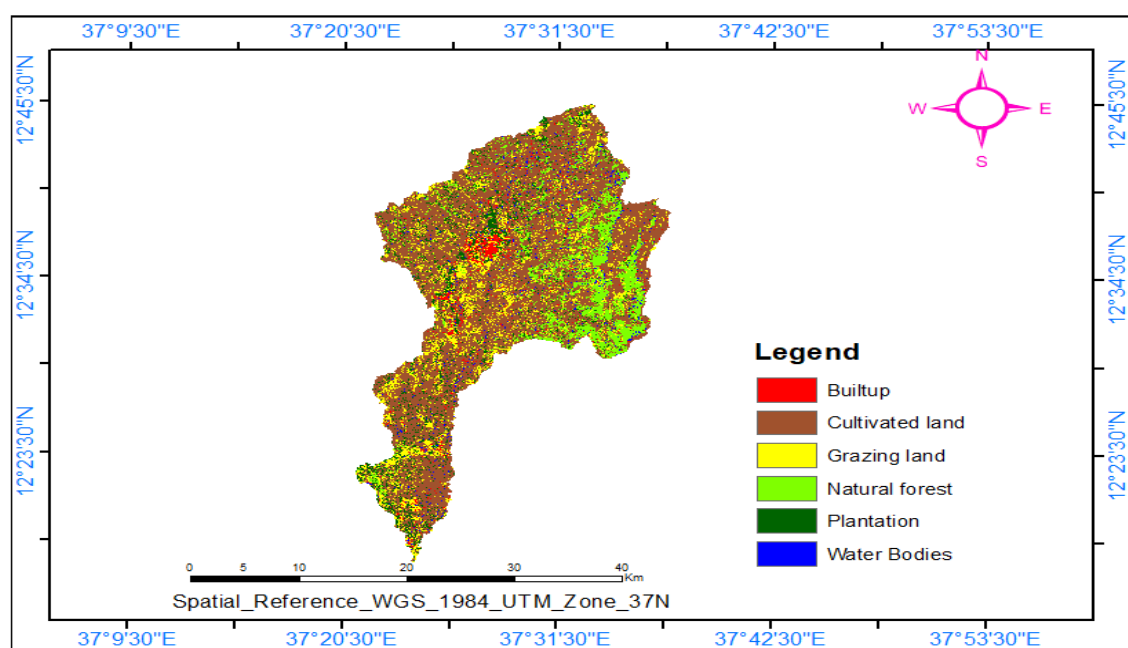 37°9'30"E 37°20'30"E 37°31'30"E 37°42'30"E 37°53'30"E
N
W E
S
12°45'30"N
12°34'30"N
12°23'30"N
12°45'30"N
12°34'30"N
12°23'30"N
Legend
Builtup
Cultivated land
Grazing land
Natural forest
Plantation
Water Bodies
0 5 10 20 30 40
Km
Spatial_Reference_WGS_1984_UTM_Zone_37N
37°9'30"E 37°20'30"E 37°31'30"E 37°42'30"E 37°53'30"E